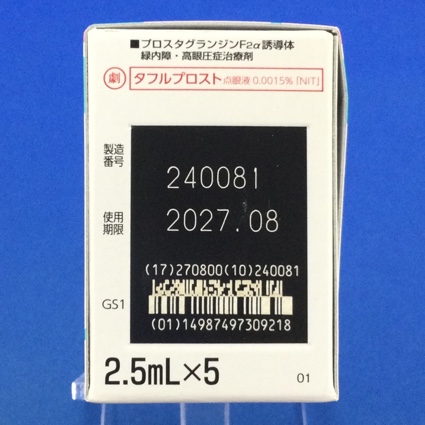 ■プロスタグランジンF2α誘導体
緑内障・高眼圧症治療剤
劇 タフルプロスト点眼液 0.0015%「NIT」
製造番号 240081
使用期限 2027.08
(17)270800(10)240081
GS1
(01)14987497309218
2.5mL×5
01